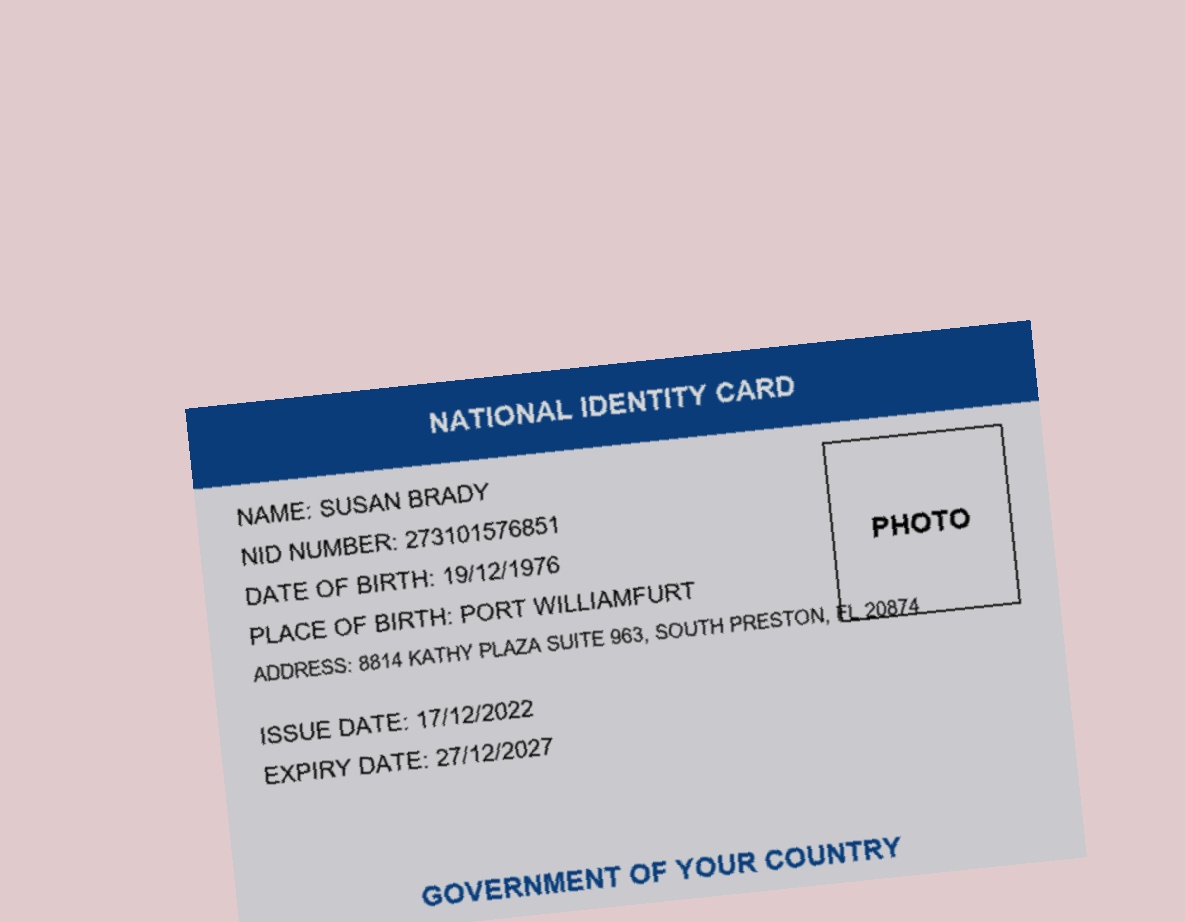 NATIONAL IDENTITY CARD
NAME: SUSAN BRADY
NID NUMBER: 273101576851
DATE OF BIRTH: 19/12/1976
PLACE OF BIRTH: PORT WILLIAMFURT
ADDRESS: 8814 KATHY PLAZA SUITE 963, SOUTH PRESTON, FL 20874
PHOTO
ISSUE DATE: 17/12/2022
EXPIRY DATE: 27/12/2027
GOVERNMENT OF YOUR COUNTRY